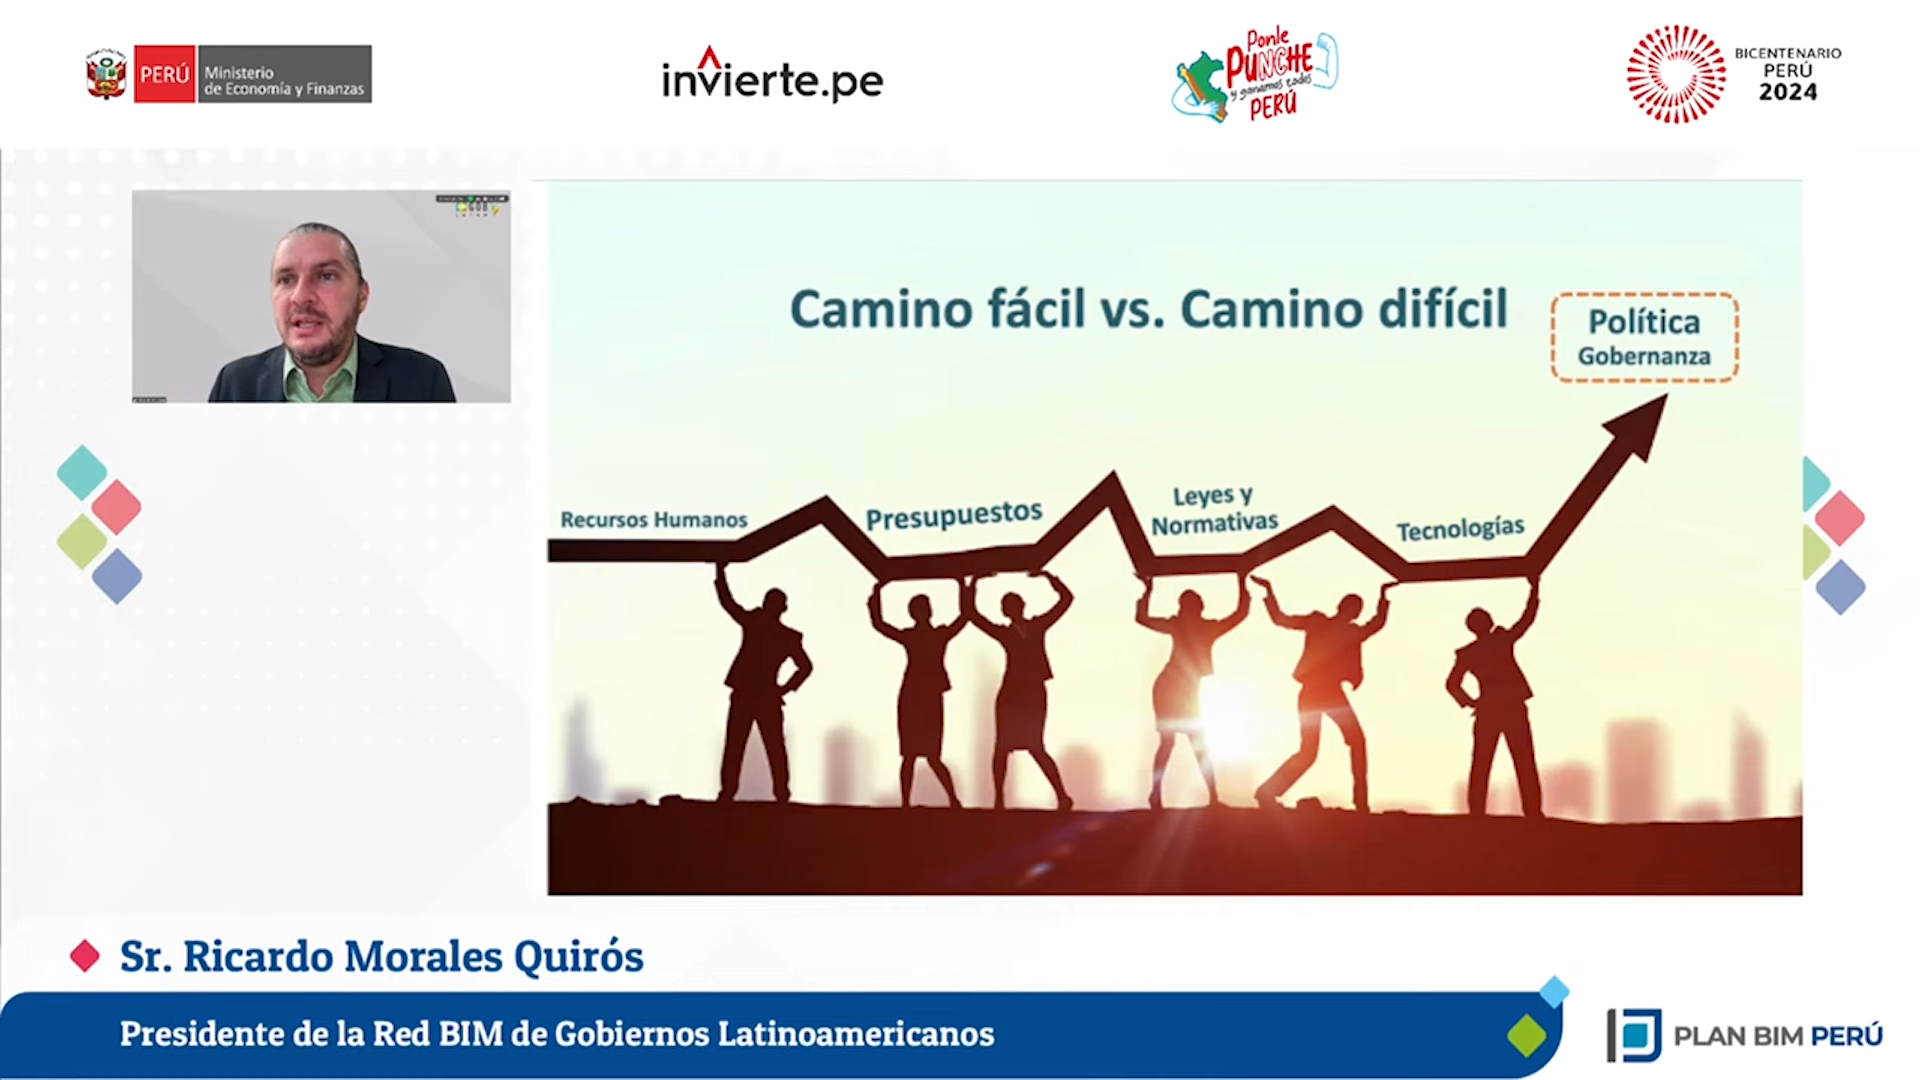 PERÚ
Ministerio
de Economía y Finanzas
invierte.pe
Ponle
PUNCHE
y ganamos todos
PERÚ
BICENTENARIO
PERÚ
2024
Camino fácil vs. Camino difícil
Política
Gobernanza
Recursos Humanos
Presupuestos
Leyes y
Normativas
Tecnologías
Sr. Ricardo Morales Quirós
Presidente de la Red BIM de Gobiernos Latinoamericanos
PLAN BIM PERÚ